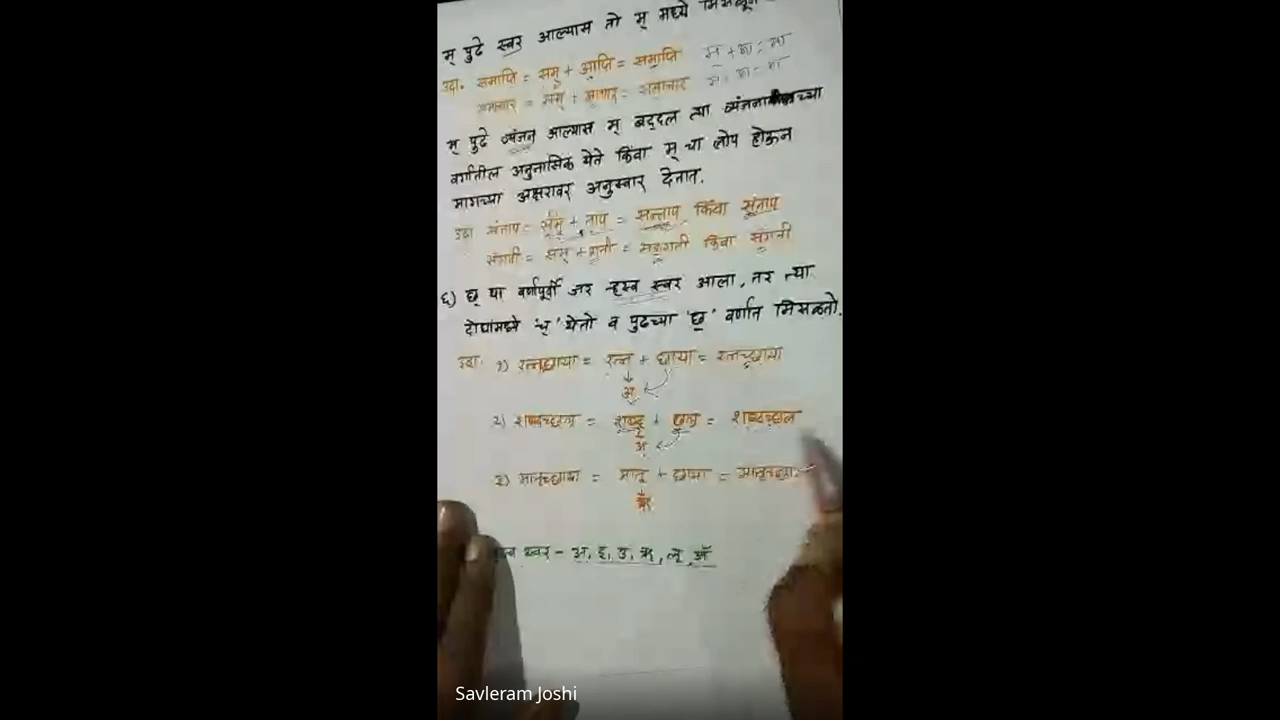 म् पुढे स्वर आल्यास तो म् मध्ये मिसळून
उदा. समाप्ति = सम् + आप्ति = समाप्ति म + आ = मा
समाचार = सम् + आचार = समाचार म + आ = मा
म् पुढे व्यंजन आल्यास म् बद्दल त्या व्यंजनाच्या
वर्गातील अनुनासिक येते किंवा म् चा लोप होऊन
मागच्या अक्षरावर अनुस्वार देतात.
उदा संताप = सम् + ताप = सन्ताप किंवा संताप
संगती = सम् + गती = सङ्गती किंवा संगती
६) छ् या वर्णापूर्वी जर ऱ्हस्व स्वर आला, तर त्या
दोघांमध्ये 'च्' येतो व पुढच्या 'छ्' वर्णात मिसळतो.
उदा. १) रत्नछाया = रत्न + छाया = रत्नच्छाया
अ
२) शब्दच्छल = शब्द + छल = शब्दच्छल
अ
३) मातृच्छाया = मातृ + छाया = मातृच्छाया
ऋ
स्वर - अ, इ, उ, ऋ, लृ, ॲ
Savleram Joshi